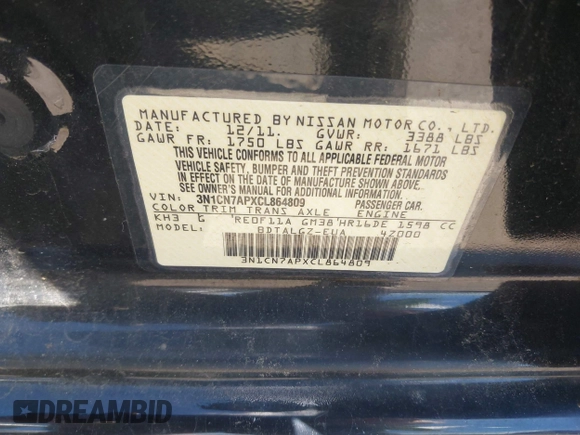 MANUFACTURED BY NISSAN MOTOR CO., LTD.
DATE: 12/11. GVWR: 3388 LBS
GAWR FR: 1750 LBS GAWR RR: 1671 LBS
THIS VEHICLE CONFORMS TO ALL APPLICABLE FEDERAL MOTOR
VEHICLE SAFETY, BUMPER AND THEFT PREVENTION STANDARDS
IN EFFECT ON THE DATE OF MANUFACTURE SHOWN ABOVE.
SEE OWNER'S MANUAL FOR ADDITIONAL INFORMATION.
VIN: 3N1CN7APXCL864809 PASSENGER CAR.
COLOR TRIM TRANS AXLE ENGINE
KH3 G RE0F11A GM38 HR16DE 1598 CC
MODEL: BDTALGZ-EUA 4Z000
3N1CN7APXCL864809
DREAMBID